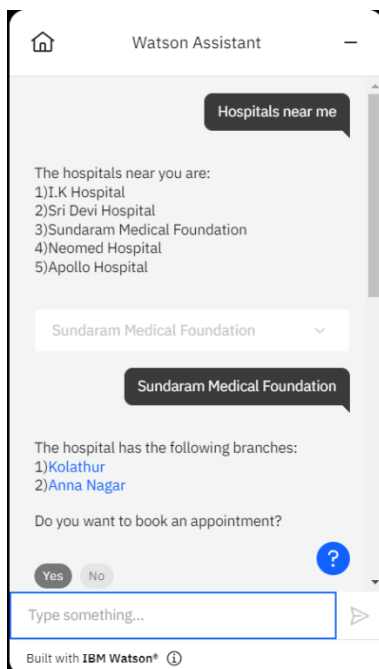 Watson Assistant
Hospitals near me
The hospitals near you are:
1)I.K Hospital
2)Sri Devi Hospital
3)Sundaram Medical Foundation
4)Neomed Hospital
5)Apollo Hospital
Sundaram Medical Foundation
Sundaram Medical Foundation
The hospital has the following branches:
1)Kolathur
2)Anna Nagar
Do you want to book an appointment?
?
Yes No
Type something...
Built with IBM Watson®